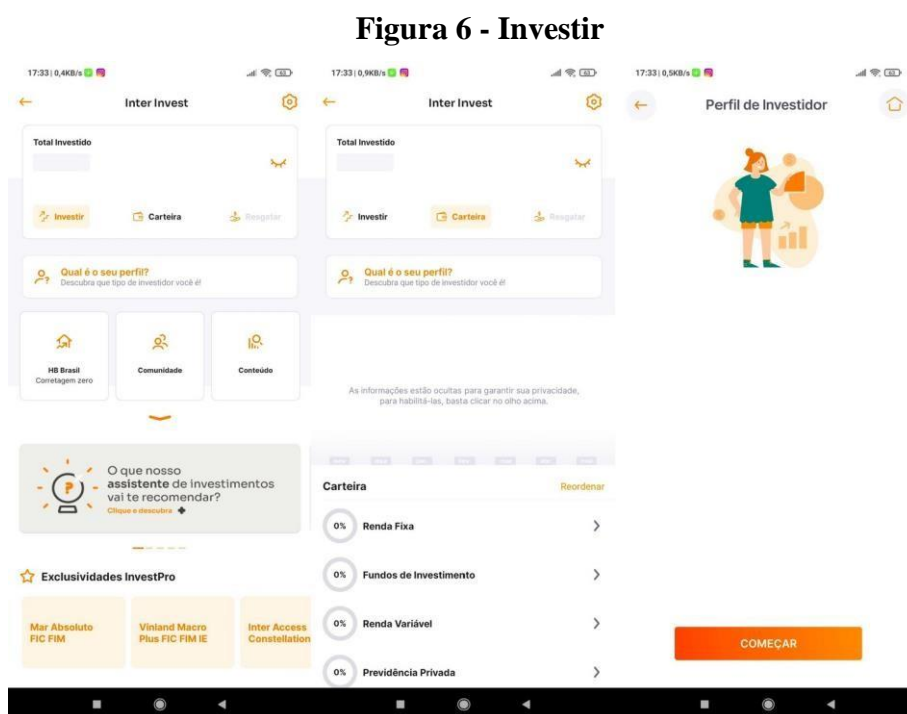 Figura 6 - Investir
17:33 | 0,4KB/s
63
Inter Invest
Total Investido
Investir
Carteira
Resgatar
Qual é o seu perfil?
Descubra que tipo de investidor você é!
HB Brasil
Corretagem zero
Comunidade
Conteúdo
O que nosso
assistente de investimentos
vai te recomendar?
Clique e descubra
Exclusividades InvestPro
Mar Absoluto
FIC FIM
Vinland Macro
Plus FIC FIM IE
Inter Access
Constellation
17:33 | 0,9KB/s
63
Inter Invest
Total Investido
Investir
Carteira
Resgatar
Qual é o seu perfil?
Descubra que tipo de investidor você é!
As informações estão ocultas para garantir sua privacidade,
para habilitá-las, basta clicar no olho acima.
Carteira
Reordenar
0% Renda Fixa
0% Fundos de Investimento
0% Renda Variável
0% Previdência Privada
17:33 | 0,5KB/s
63
Perfil de Investidor
COMEÇAR